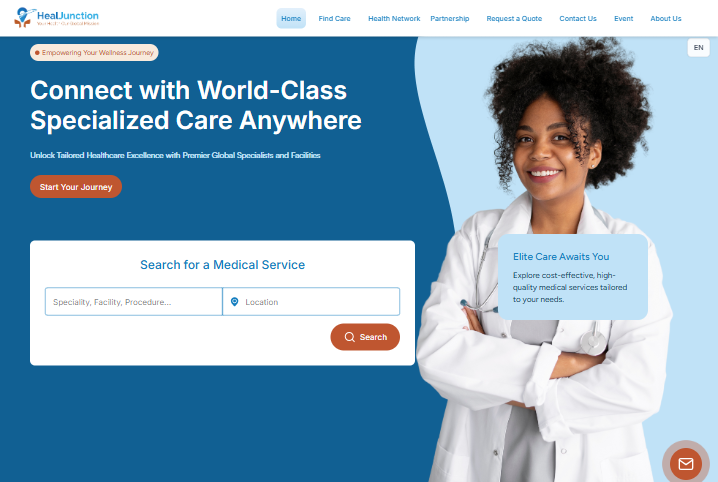 HealJunction
Home
Find Care
Health Network
Partnership
Request a Quote
Contact Us
Event
About Us
EN
Empowering Your Wellness Journey
Connect with World-Class
Specialized Care Anywhere
Unlock Tailored Healthcare Excellence with Premier Global Specialists and Facilities
Start Your Journey
Search for a Medical Service
Speciality, Facility, Procedure...
Location
Search
Elite Care Awaits You
Explore cost-effective, high-
quality medical services tailored
to your needs.